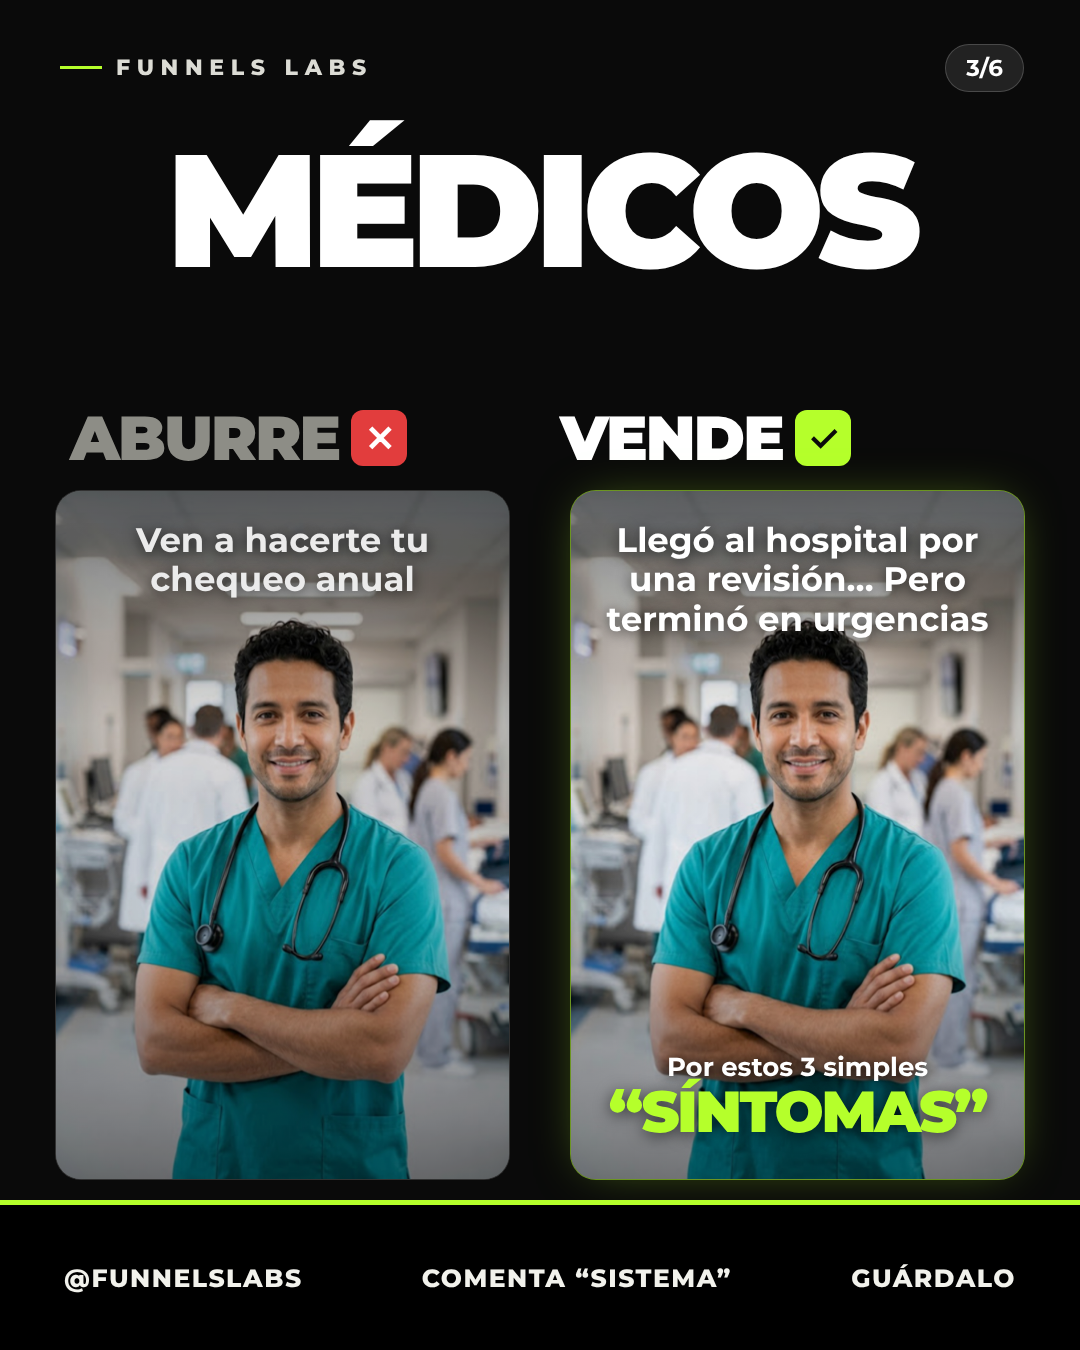 FUNNELS LABS
3/6
MÉDICOS
ABURRE
VENDE
Ven a hacerte tu
chequeo anual
Llegó al hospital por
una revisión... Pero
terminó en urgencias
Por estos 3 simples
“SÍNTOMAS”
@FUNNELSLABS
COMENTA “SISTEMA”
GUÁRDALO